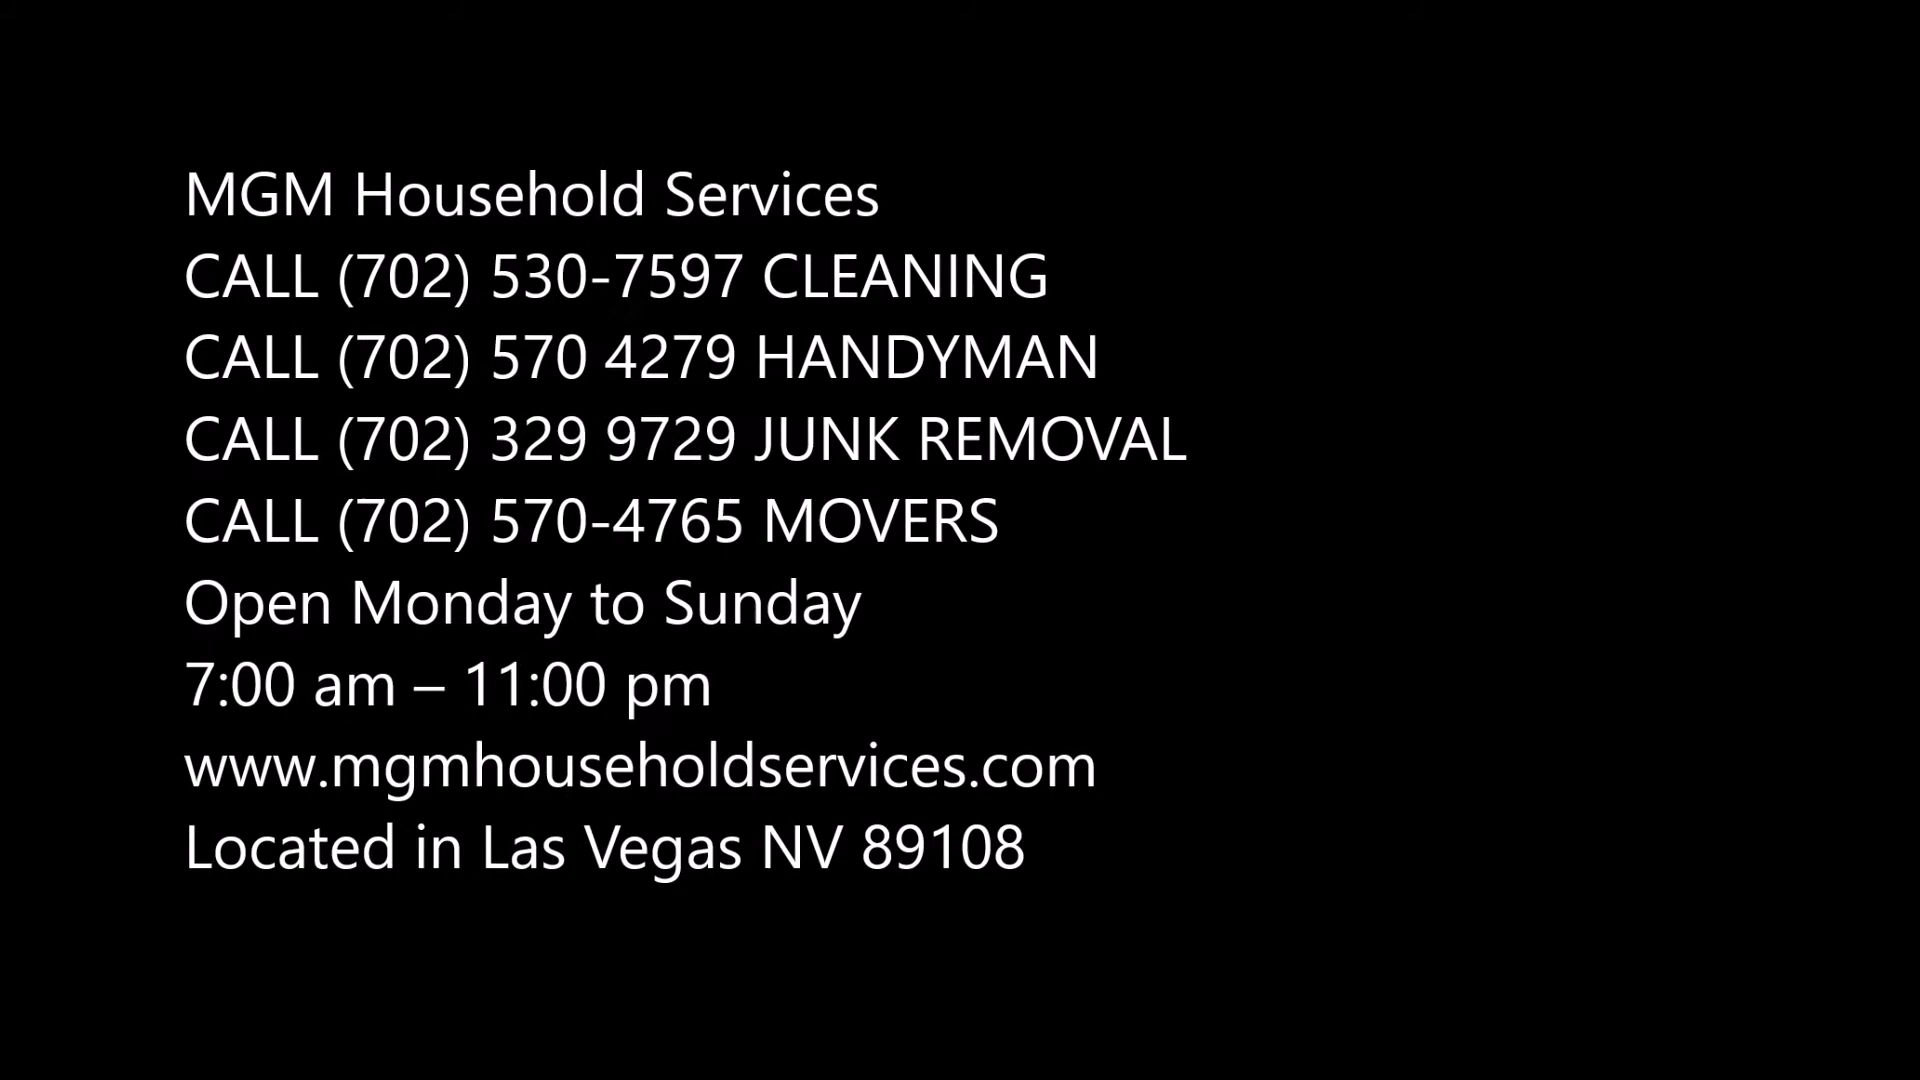 MGM Household Services
CALL (702) 530-7597 CLEANING
CALL (702) 570 4279 HANDYMAN
CALL (702) 329 9729 JUNK REMOVAL
CALL (702) 570-4765 MOVERS
Open Monday to Sunday
7:00 am – 11:00 pm
www.mgmhouseholdservices.com
Located in Las Vegas NV 89108